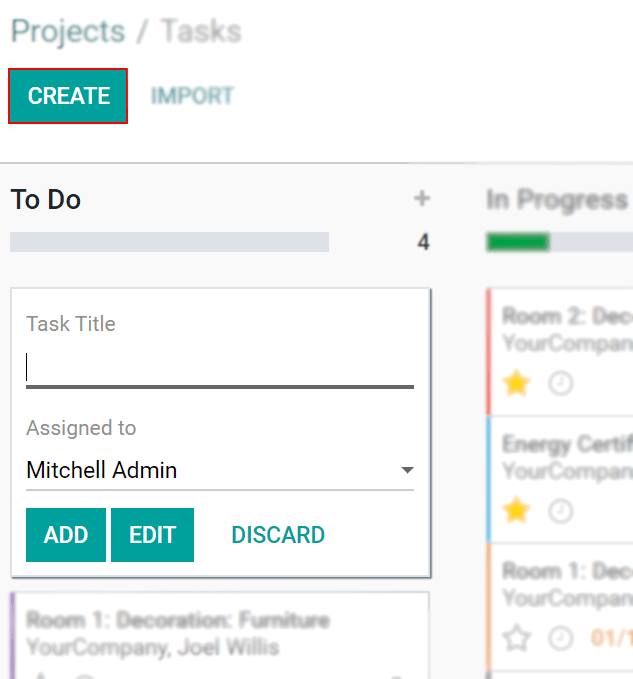 Projects / Tasks
CREATE IMPORT
To Do
+
4
Task Title
Assigned to
Mitchell Admin
ADD EDIT DISCARD
Room 1: Decoration: Furniture
YourCompany, Joel Willis
In Progress
Room 2: Deco
YourCompan
Energy Certif
YourCompan
Room 1: Dec
YourCompan
01/1